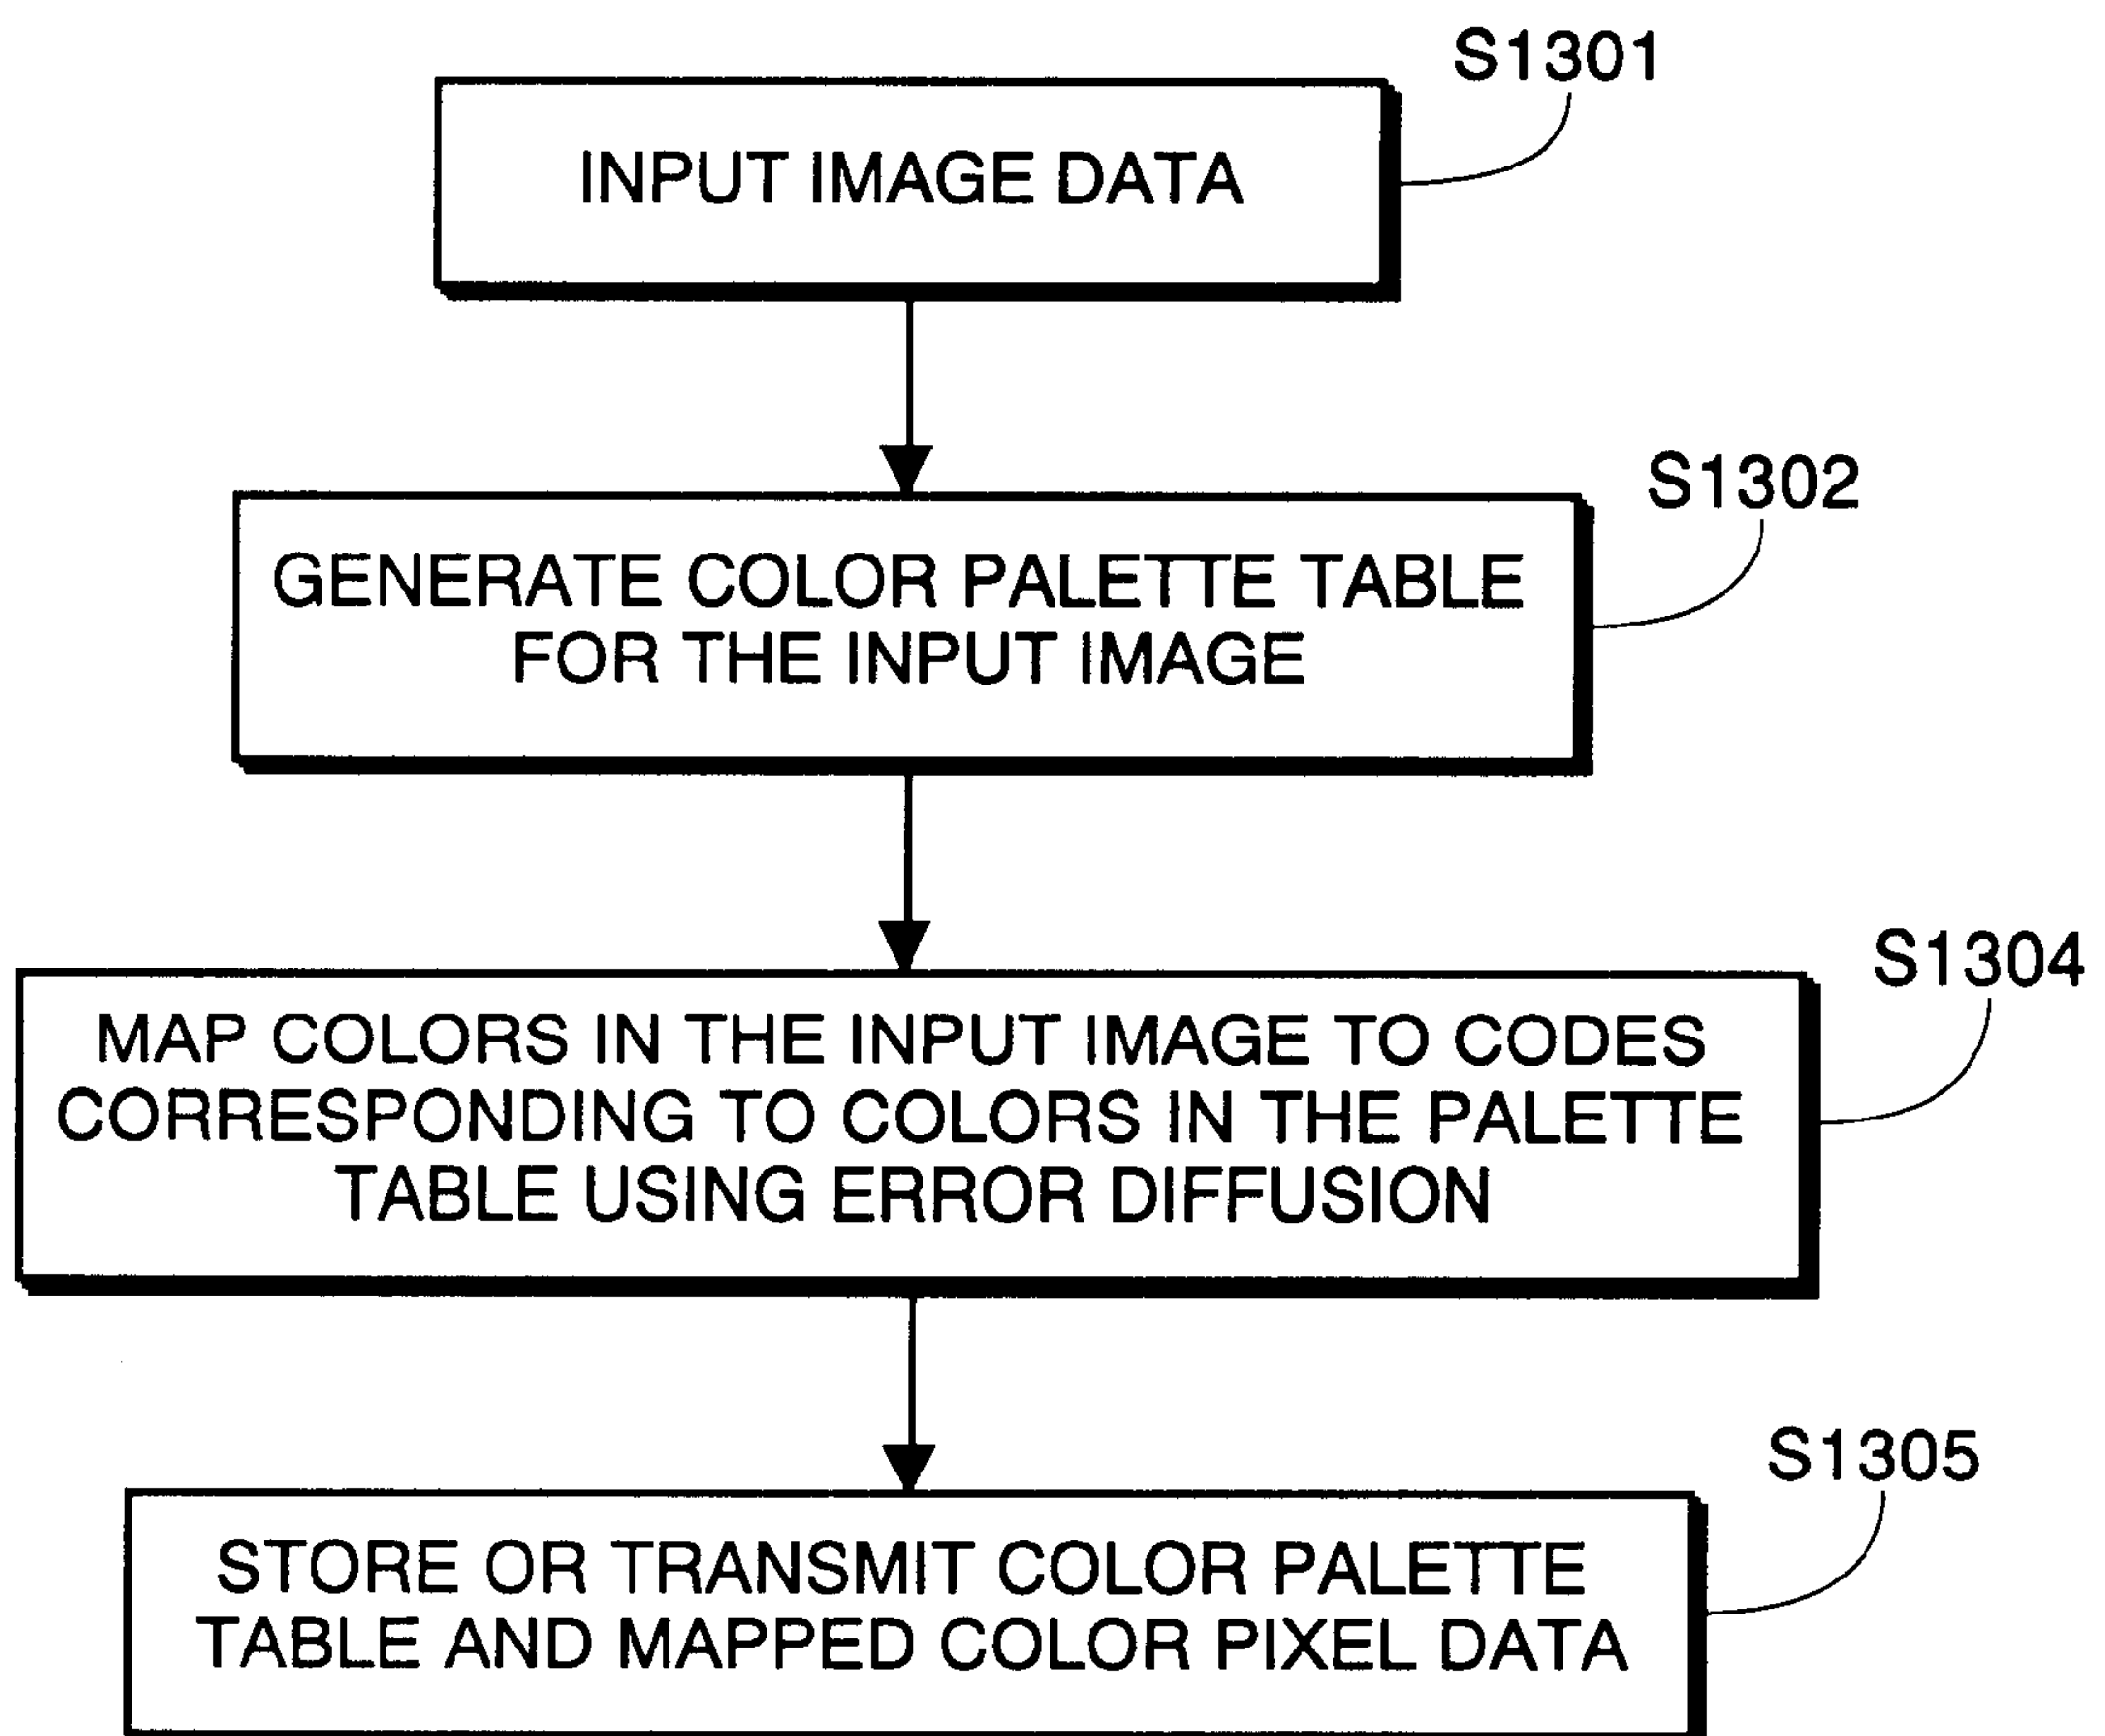 S1301
INPUT IMAGE DATA
S1302
GENERATE COLOR PALETTE TABLE
FOR THE INPUT IMAGE
S1304
MAP COLORS IN THE INPUT IMAGE TO CODES
CORRESPONDING TO COLORS IN THE PALETTE
TABLE USING ERROR DIFFUSION
S1305
STORE OR TRANSMIT COLOR PALETTE
TABLE AND MAPPED COLOR PIXEL DATA